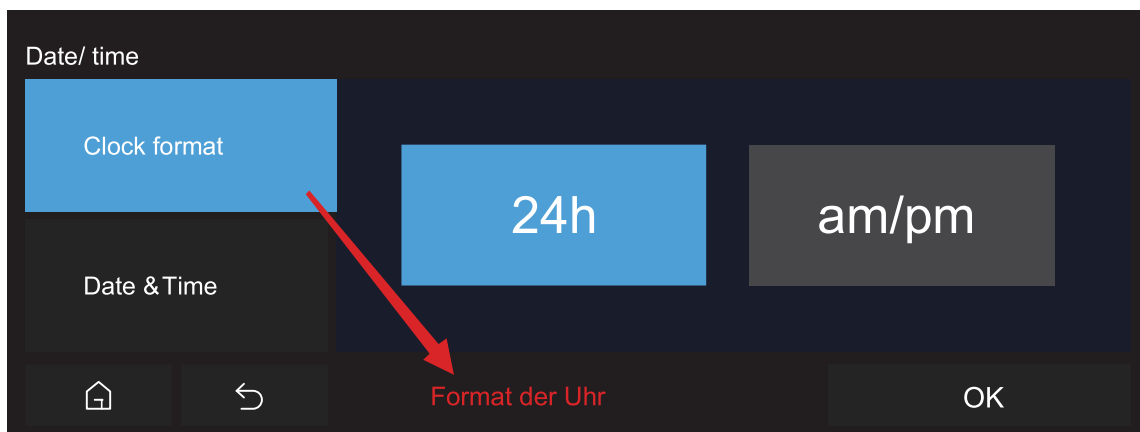 Date/ time
Clock format
24h
am/pm
Date &Time
Format der Uhr
OK